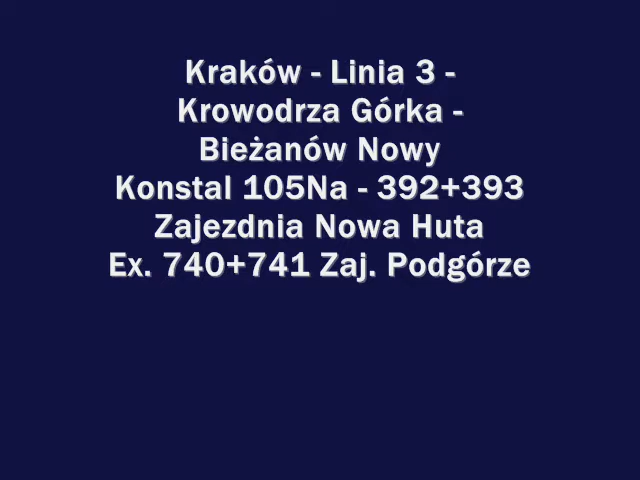 Kraków - Linia 3 -
Krowodrza Górka -
Bieżanów Nowy
Konstal 105Na - 392+393
Zajezdnia Nowa Huta
Ex. 740+741 Zaj. Podgórze